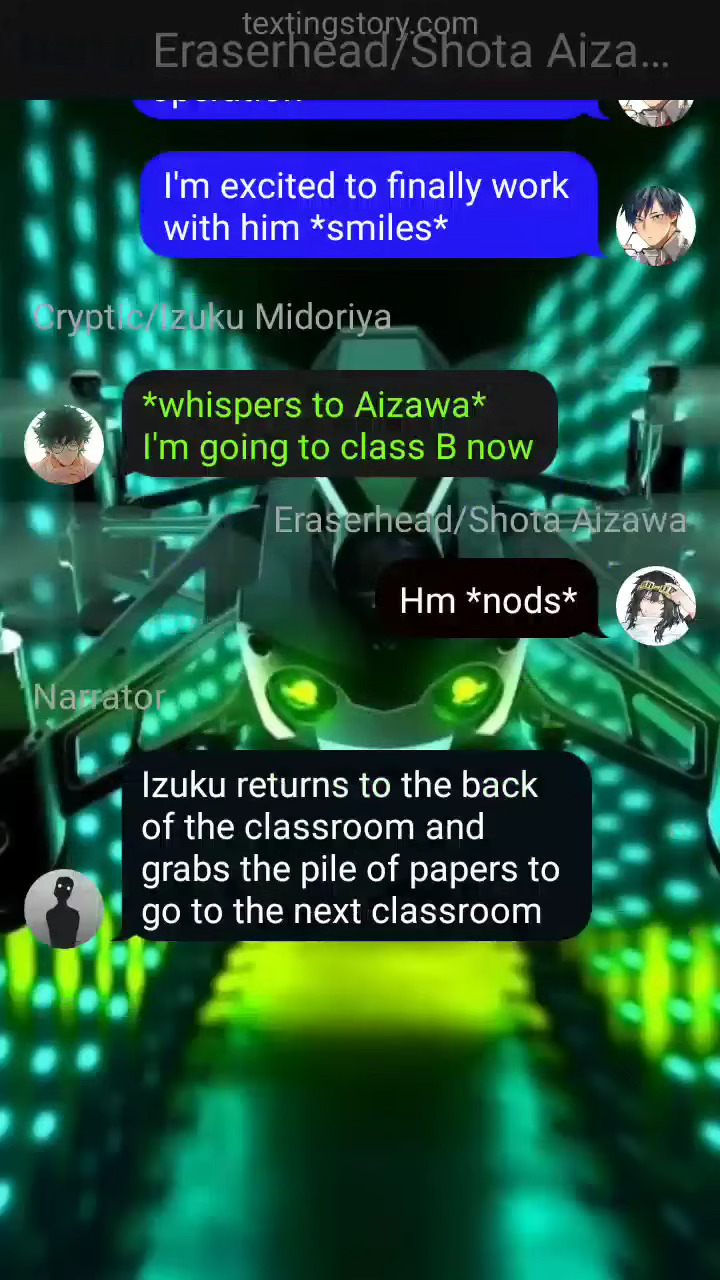 textingstory.com
Eraserhead/Shota Aiza...
operation
I'm excited to finally work
with him *smiles*
Cryptic/Izuku Midoriya
*whispers to Aizawa*
I'm going to class B now
Eraserhead/Shota Aizawa
Hm *nods*
Narrator
Izuku returns to the back
of the classroom and
grabs the pile of papers to
go to the next classroom